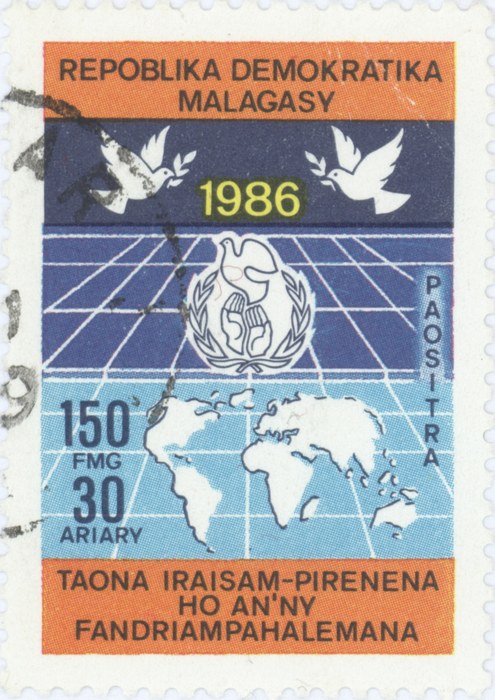 REPOBLIKA DEMOKRATIKA
MALAGASY
1986
PAOSITRA
150
FMG
30
ARIARY
TAONA IRAISAM-PIRENENA
HO AN'NY
FANDRIAMPAHALEMANA